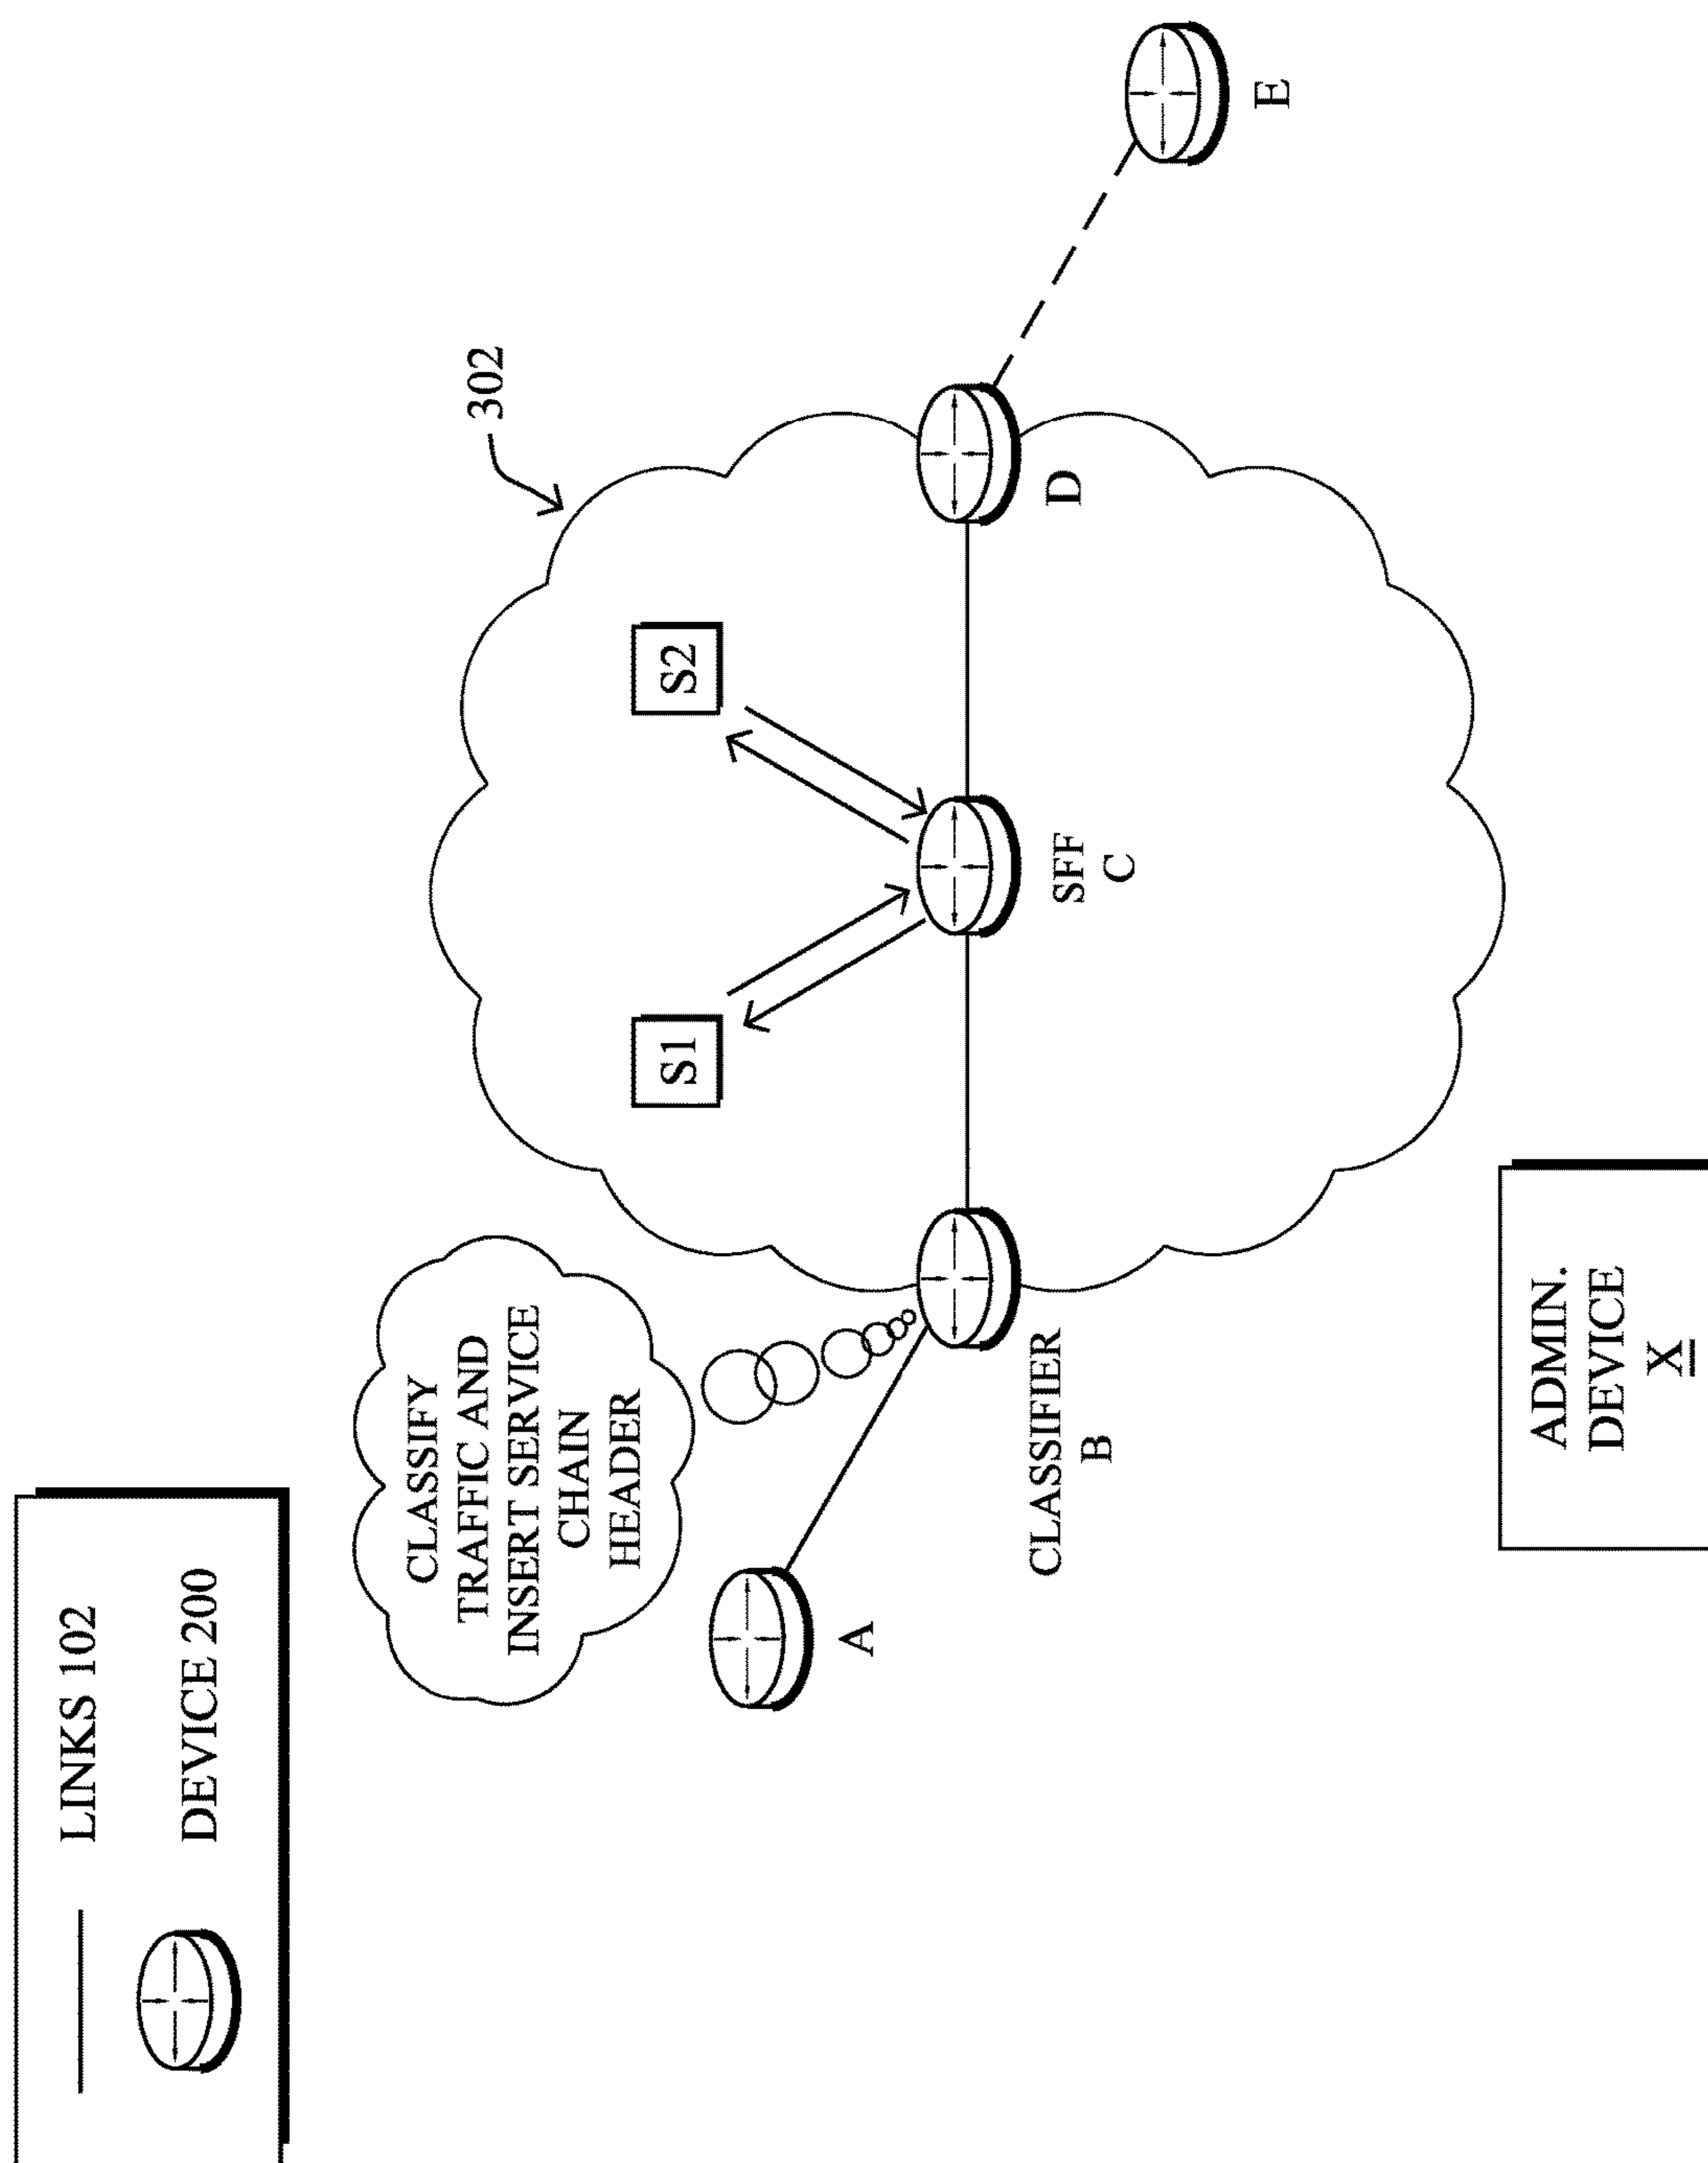 LINKS 102
DEVICE 200
302
CLASSIFY
TRAFFIC AND
INSERT SERVICE
CHAIN
HEADER
S1
S2
A
CLASSIFIER
B
SFF
C
D
E
ADMIN.
DEVICE
X